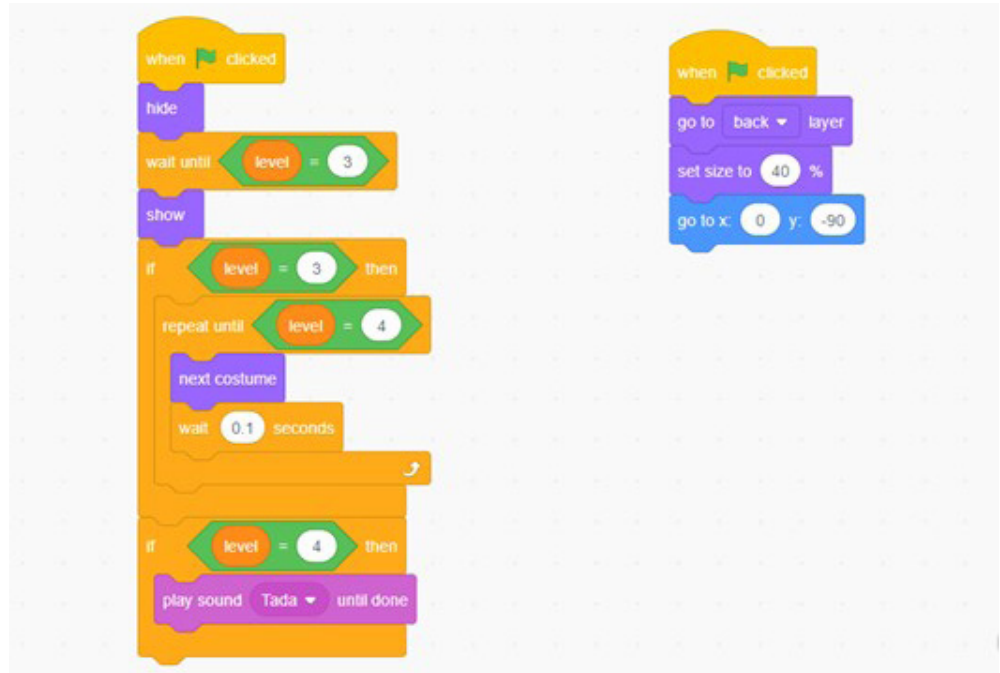 when clicked
hide
wait until level = 3
show
if level = 3 then
repeat until level = 4
next costume
wait 0.1 seconds
if level = 4 then
play sound Tada until done
when clicked
go to back layer
set size to 40 %
go to x: 0 y: -90